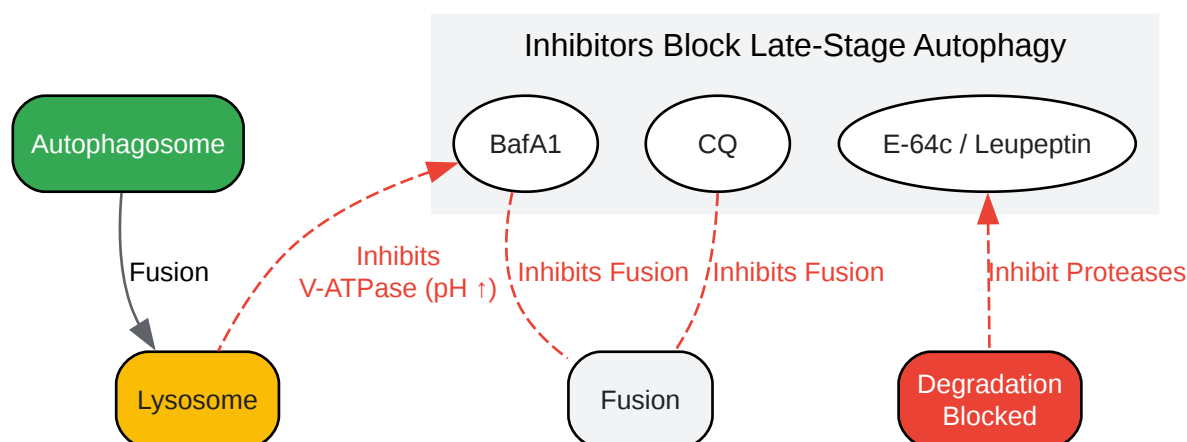 Inhibitors Block Late-Stage Autophagy
Autophagosome
BafA1
CQ
E-64c / Leupeptin
Fusion
Inhibits
V-ATPase (pH ↑)
Inhibits Fusion
Inhibits Fusion
Inhibit Proteases
Lysosome
Fusion
Degradation
Blocked